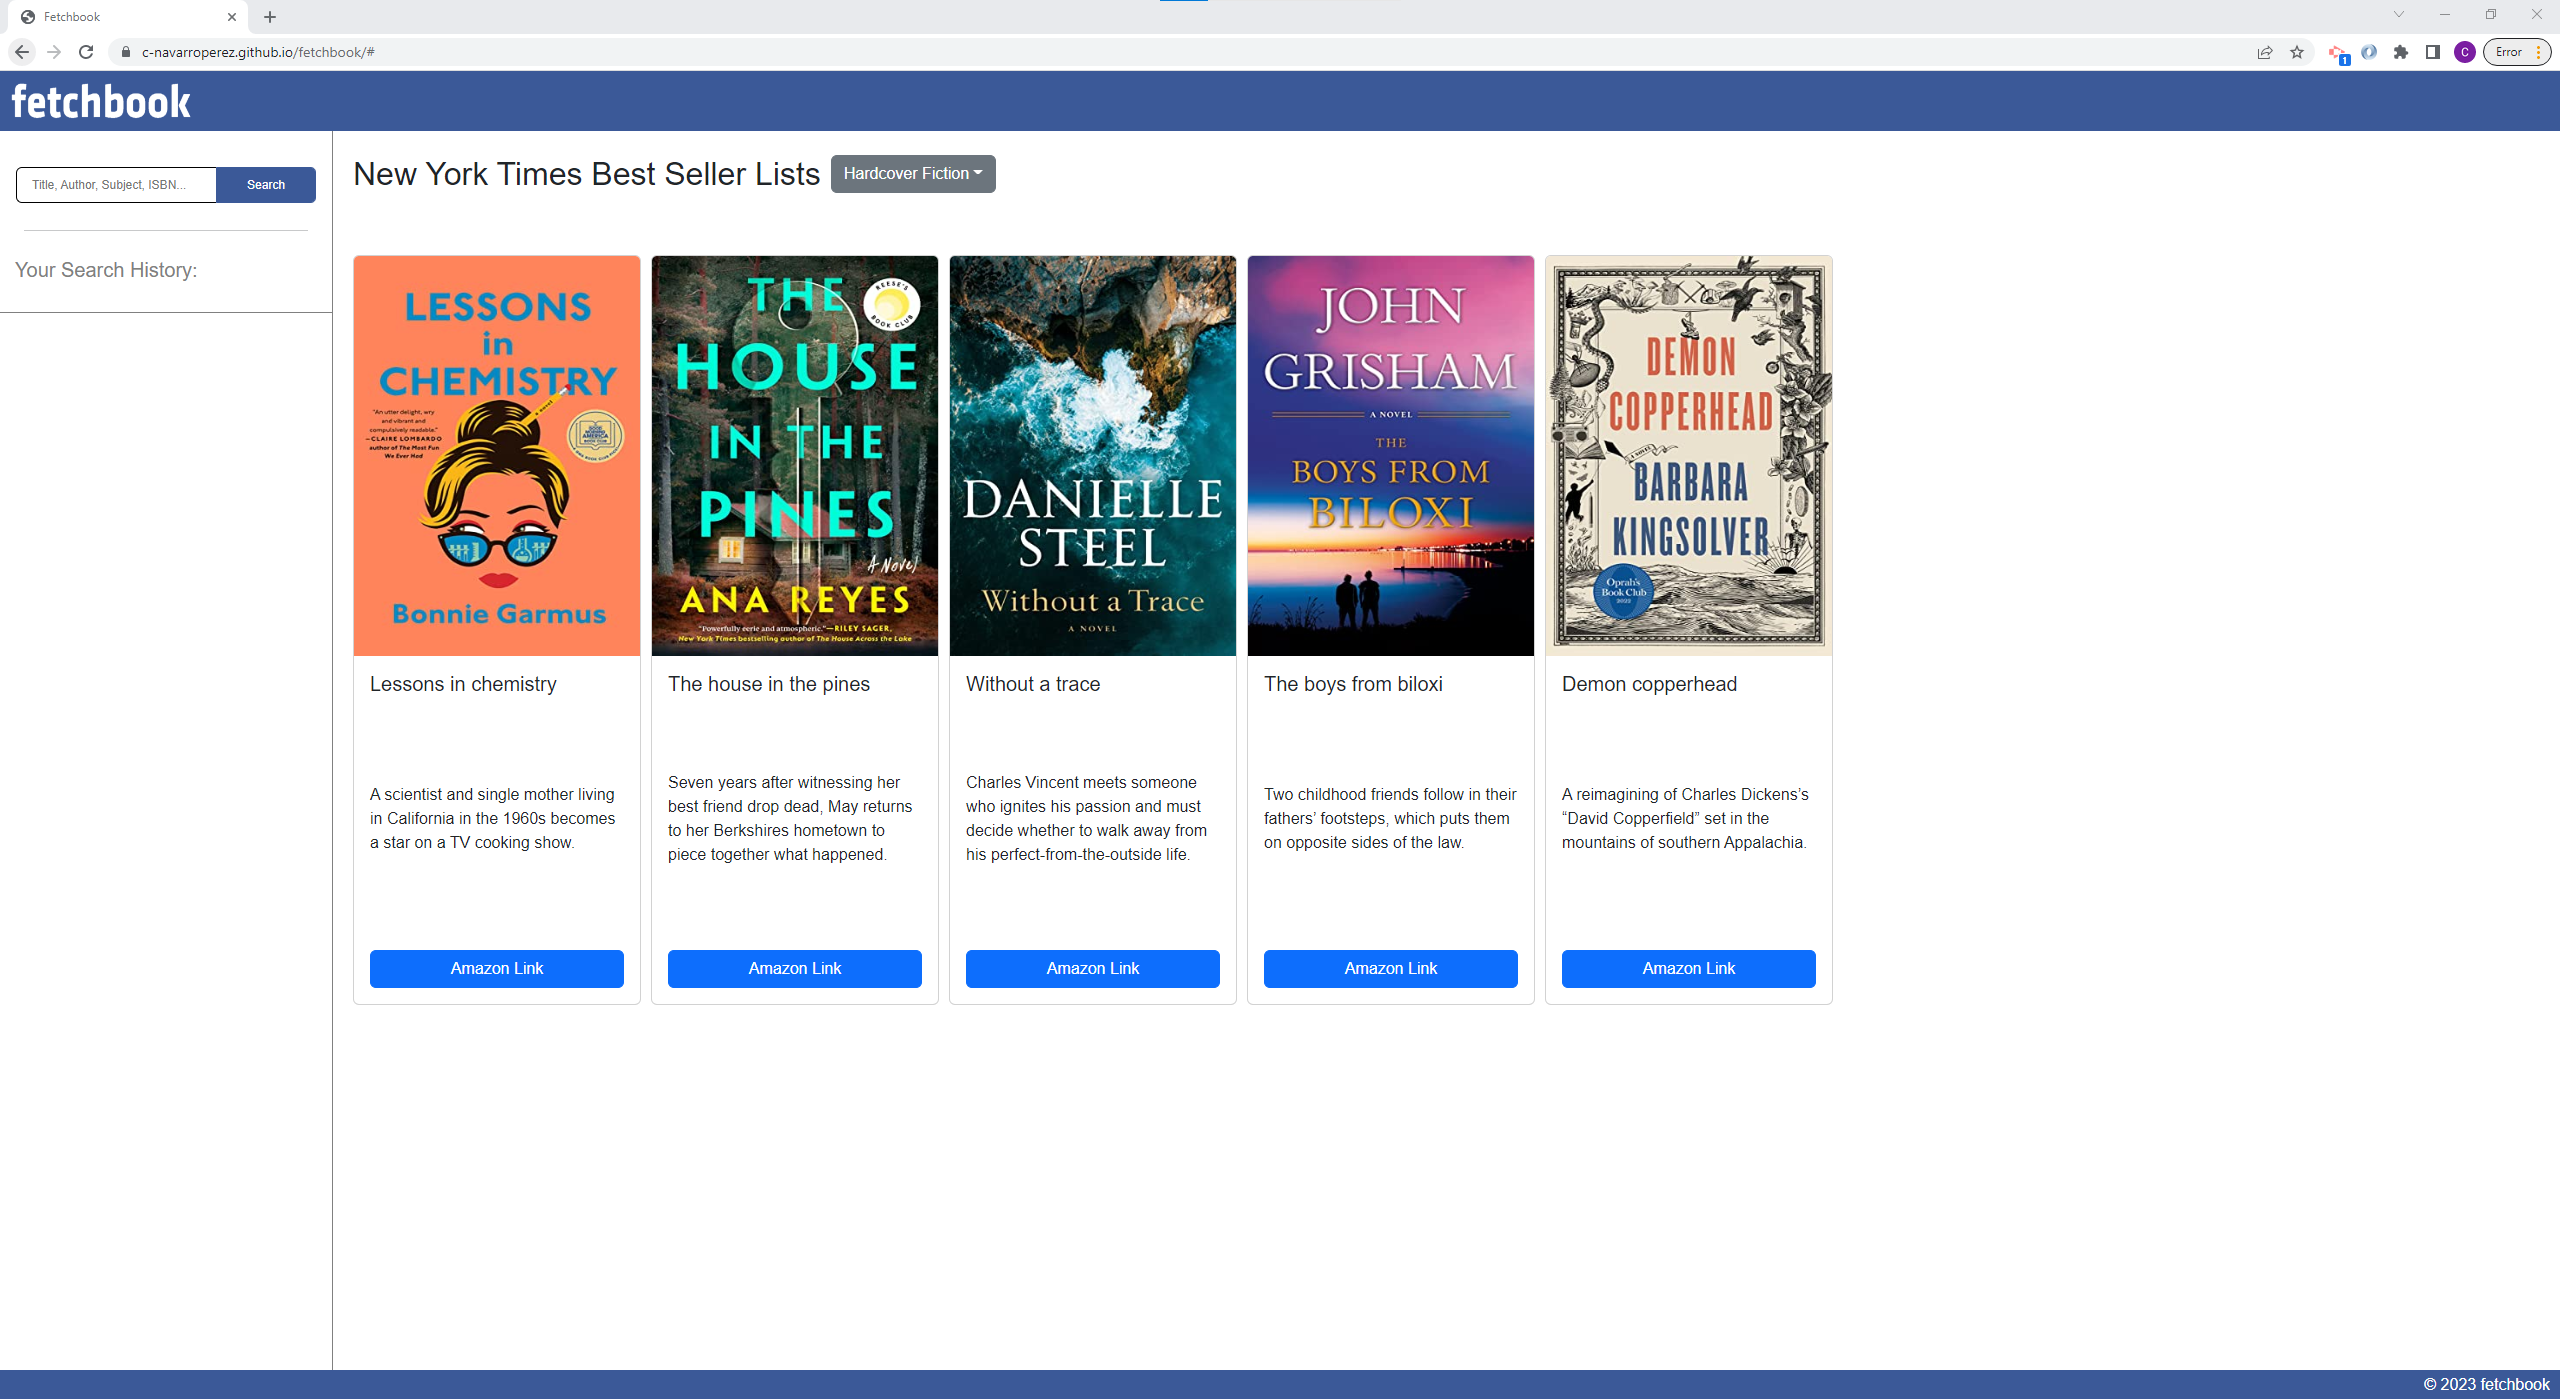 Fetchbook
c-navarroperez.github.io/fetchbook/#
1
C
Error
fetchbook
Title, Author, Subject, ISBN...
Search
Your Search History:
New York Times Best Seller Lists
Hardcover Fiction
LESSONS
in
CHEMISTRY
a novel
"An utter delight, wry
and vibrant and
compulsively readable."
—CLAIRE LOMBARDO
author of The Most Fun
We Ever Had
GOOD
MORNING
AMERICA
BOOK CLUB
Bonnie Garmus
Lessons in chemistry
A scientist and single mother living
in California in the 1960s becomes
a star on a TV cooking show.
Amazon Link
THE
HOUSE
IN THE
PINES
REESE'S
BOOK CLUB
A Novel
ANA REYES
"Powerfully eerie and atmospheric."—RILEY SAGER,
New York Times bestselling author of The House Across the Lake
The house in the pines
Seven years after witnessing her
best friend drop dead, May returns
to her Berkshires hometown to
piece together what happened.
Amazon Link
DANIELLE
STEEL
Without a Trace
A NOVEL
Without a trace
Charles Vincent meets someone
who ignites his passion and must
decide whether to walk away from
his perfect-from-the-outside life.
Amazon Link
JOHN
GRISHAM
A NOVEL
THE
BOYS FROM
BILOXI
The boys from biloxi
Two childhood friends follow in their
fathers’ footsteps, which puts them
on opposite sides of the law.
Amazon Link
DEMON
COPPERHEAD
A NOVEL
BARBARA
KINGSOLVER
Oprah's
Book Club
2022
Demon copperhead
A reimagining of Charles Dickens’s
“David Copperfield” set in the
mountains of southern Appalachia.
Amazon Link
© 2023 fetchbook